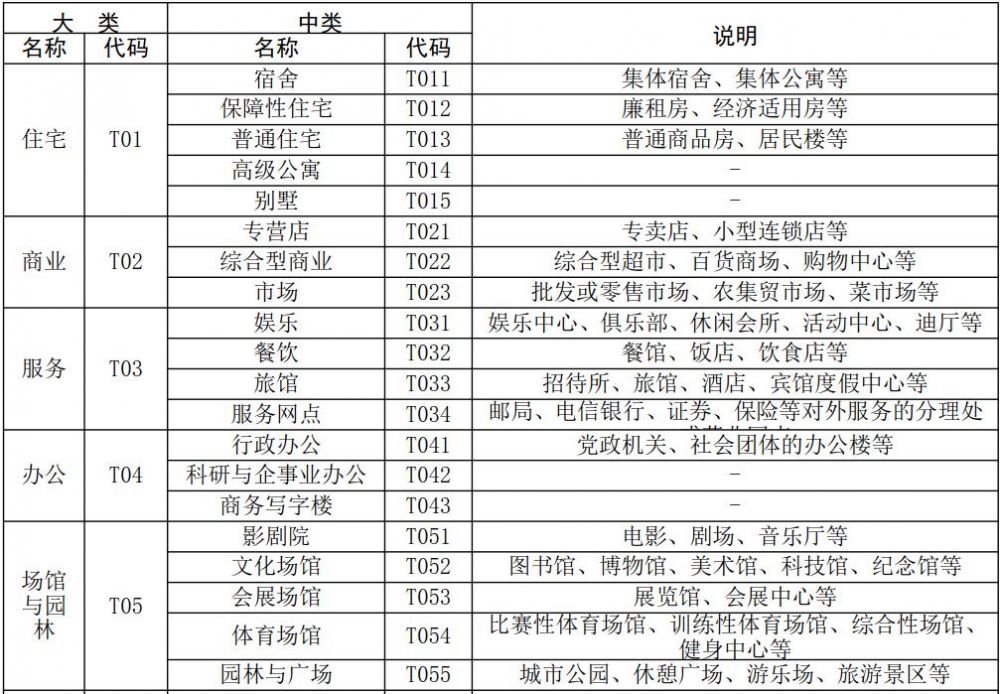 大 类 中类 说明
名称 代码 名称 代码
住宅 T01 宿舍 T011 集体宿舍、集体公寓等
保障性住宅 T012 廉租房、经济适用房等
普通住宅 T013 普通商品房、居民楼等
高级公寓 T014 -
别墅 T015 -
商业 T02 专营店 T021 专卖店、小型连锁店等
综合型商业 T022 综合型超市、百货商场、购物中心等
市场 T023 批发或零售市场、农集贸市场、菜市场等
服务 T03 娱乐 T031 娱乐中心、俱乐部、休闲会所、活动中心、迪厅等
餐饮 T032 餐馆、饭店、饮食店等
旅馆 T033 招待所、旅馆、酒店、宾馆度假中心等
服务网点 T034 邮局、电信银行、证券、保险等对外服务的分理处
办公 T04 行政办公 T041 党政机关、社会团体的办公楼等
科研与企事业办公 T042 -
商务写字楼 T043 -
场馆与园林 T05 影剧院 T051 电影、剧场、音乐厅等
文化场馆 T052 图书馆、博物馆、美术馆、科技馆、纪念馆等
会展场馆 T053 展览馆、会展中心等
体育场馆 T054 比赛性体育场馆、训练性体育场馆、综合性场馆、
健身中心等
园林与广场 T055 城市公园、休憩广场、游乐场、旅游景区等